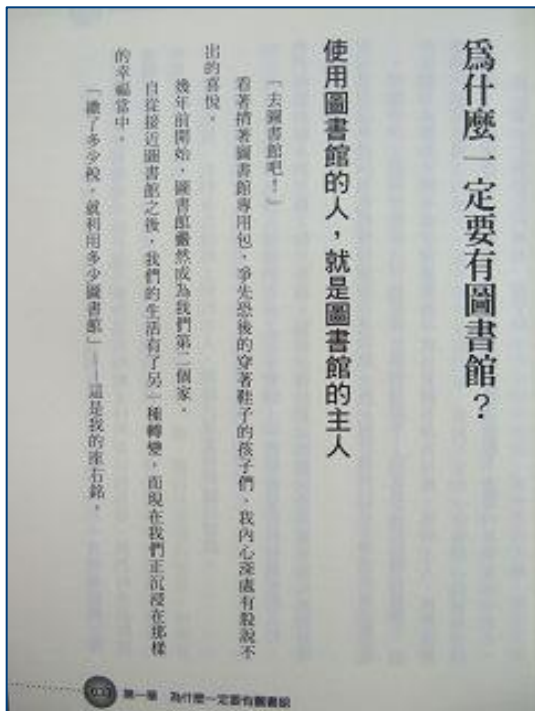 爲什麼一定要有圖書館？
使用圖書館的人，就是圖書館的主人
「去圖書館吧！」
看著揹著圖書館專用包、爭先恐後的穿著鞋子的孩子們、我內心深處有股說不
出的喜悅。
幾年前開始，圖書館儼然成為我們第二個家。
自從接近圖書館之後，我們的生活有了另一種轉變，而現在我們正沉浸在那樣
的幸福當中。
「繳了多少稅，就利用多少圖書館」——這是我的座右銘。
第一章　為什麼一定要有圖書館